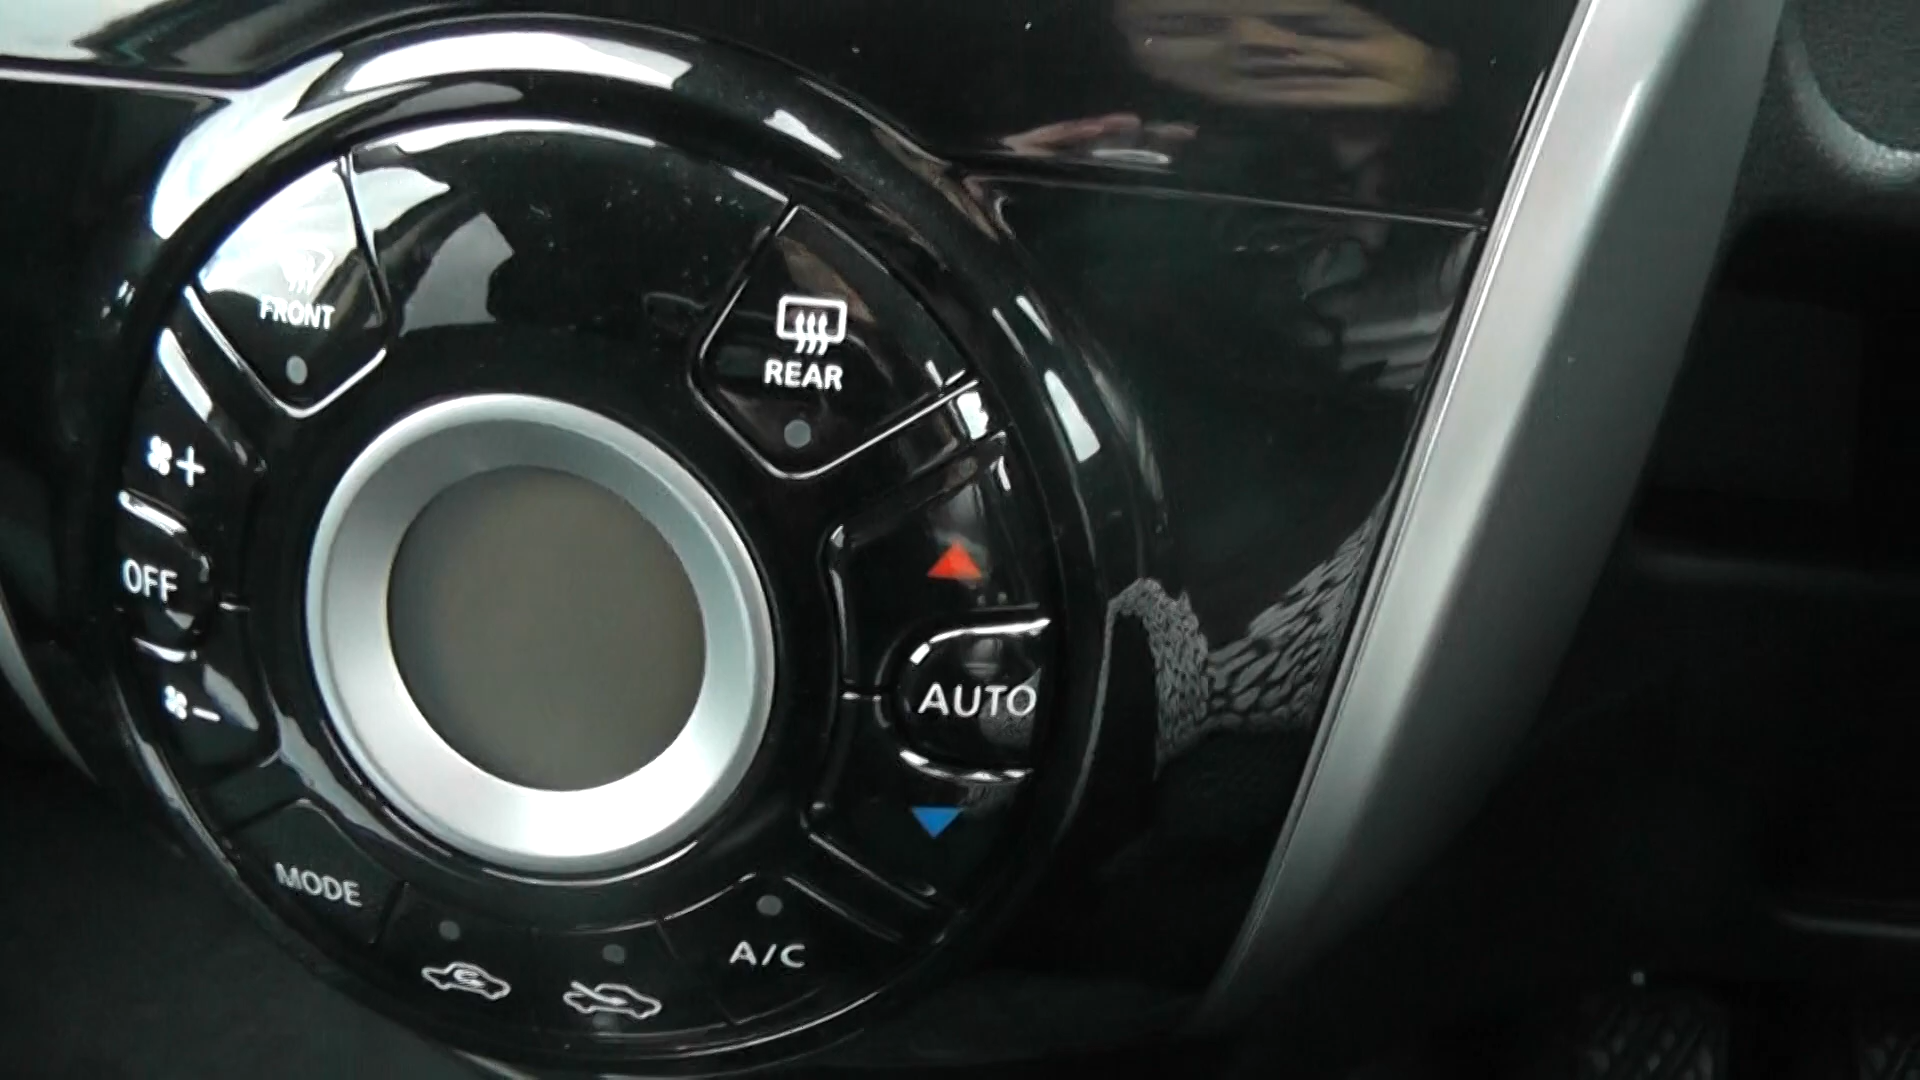 FRONT
REAR
+
OFF
AUTO
-
MODE
A/C